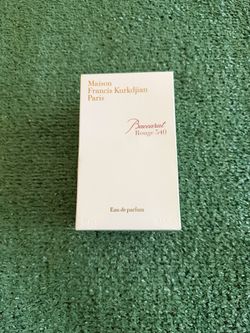 Maison
Francis Kurkdjian
Paris
Baccarat
Rouge 540
Eau de parfum